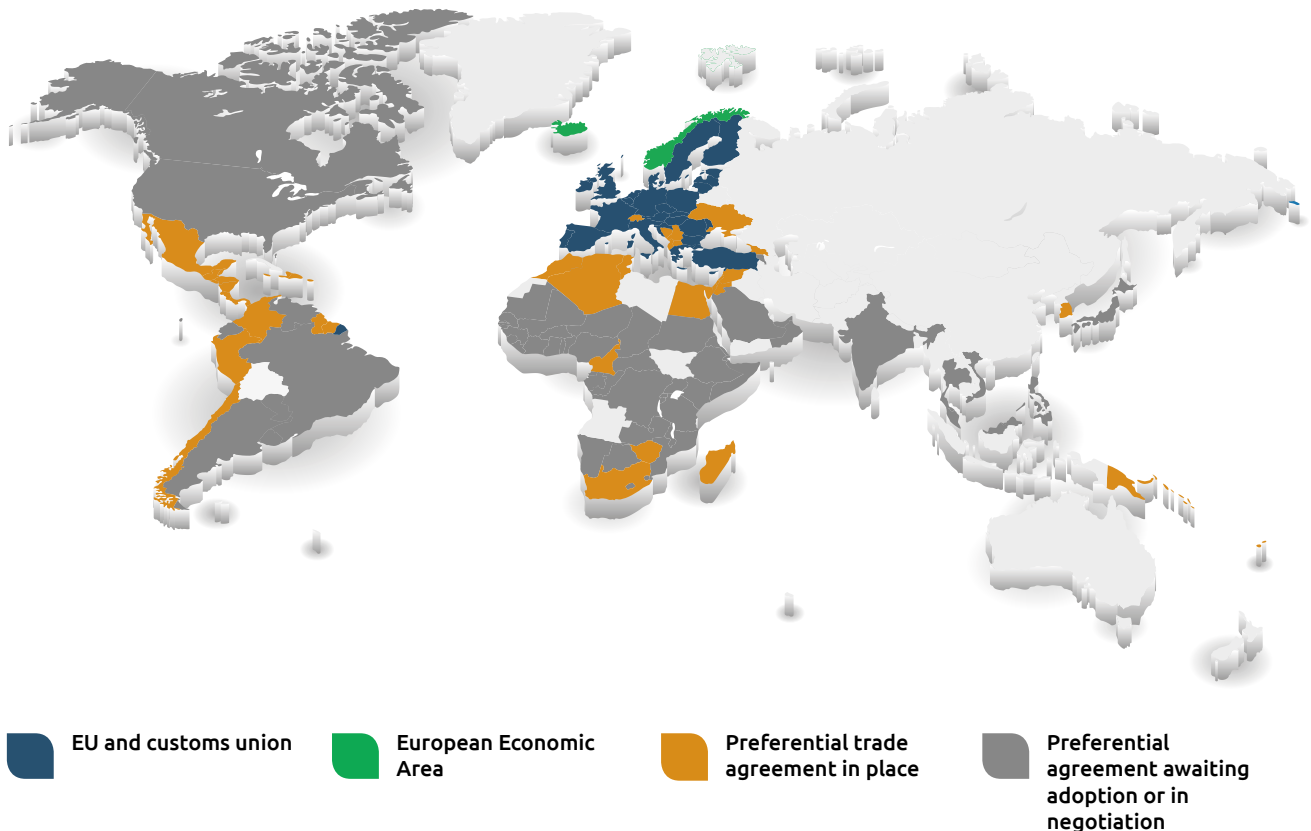 EU and customs union
European Economic
Area
Preferential trade
agreement in place
Preferential
agreement awaiting
adoption or in
negotiation